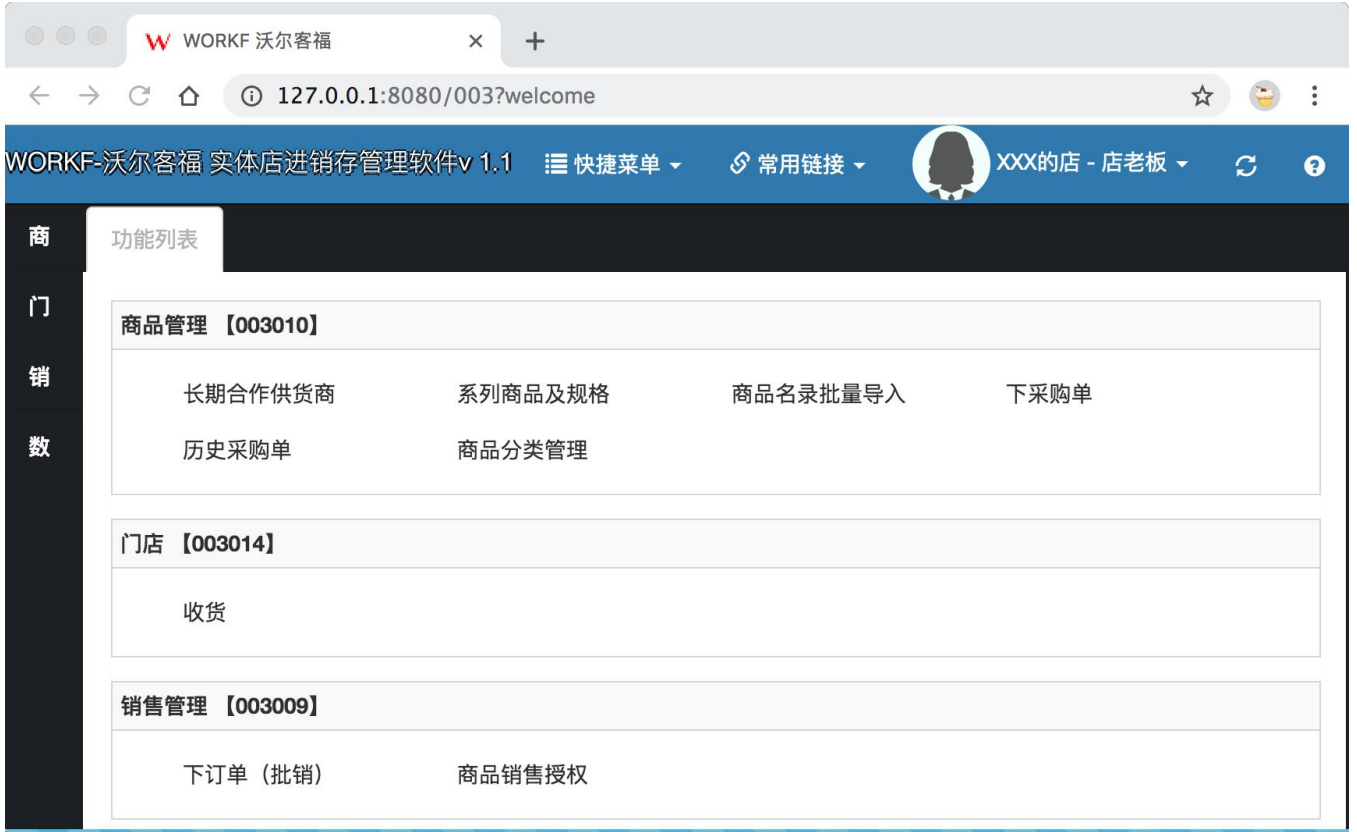 WORKF 沃尔客福
127.0.0.1:8080/003?welcome
WORKF-沃尔客福 实体店进销存管理软件v 1.1 快捷菜单 常用链接 XXX的店 - 店老板
商 功能列表
门
销
数
商品管理 【003010】
长期合作供货商 系列商品及规格 商品名录批量导入 下采购单
历史采购单 商品分类管理
门店 【003014】
收货
销售管理 【003009】
下订单（批销） 商品销售授权